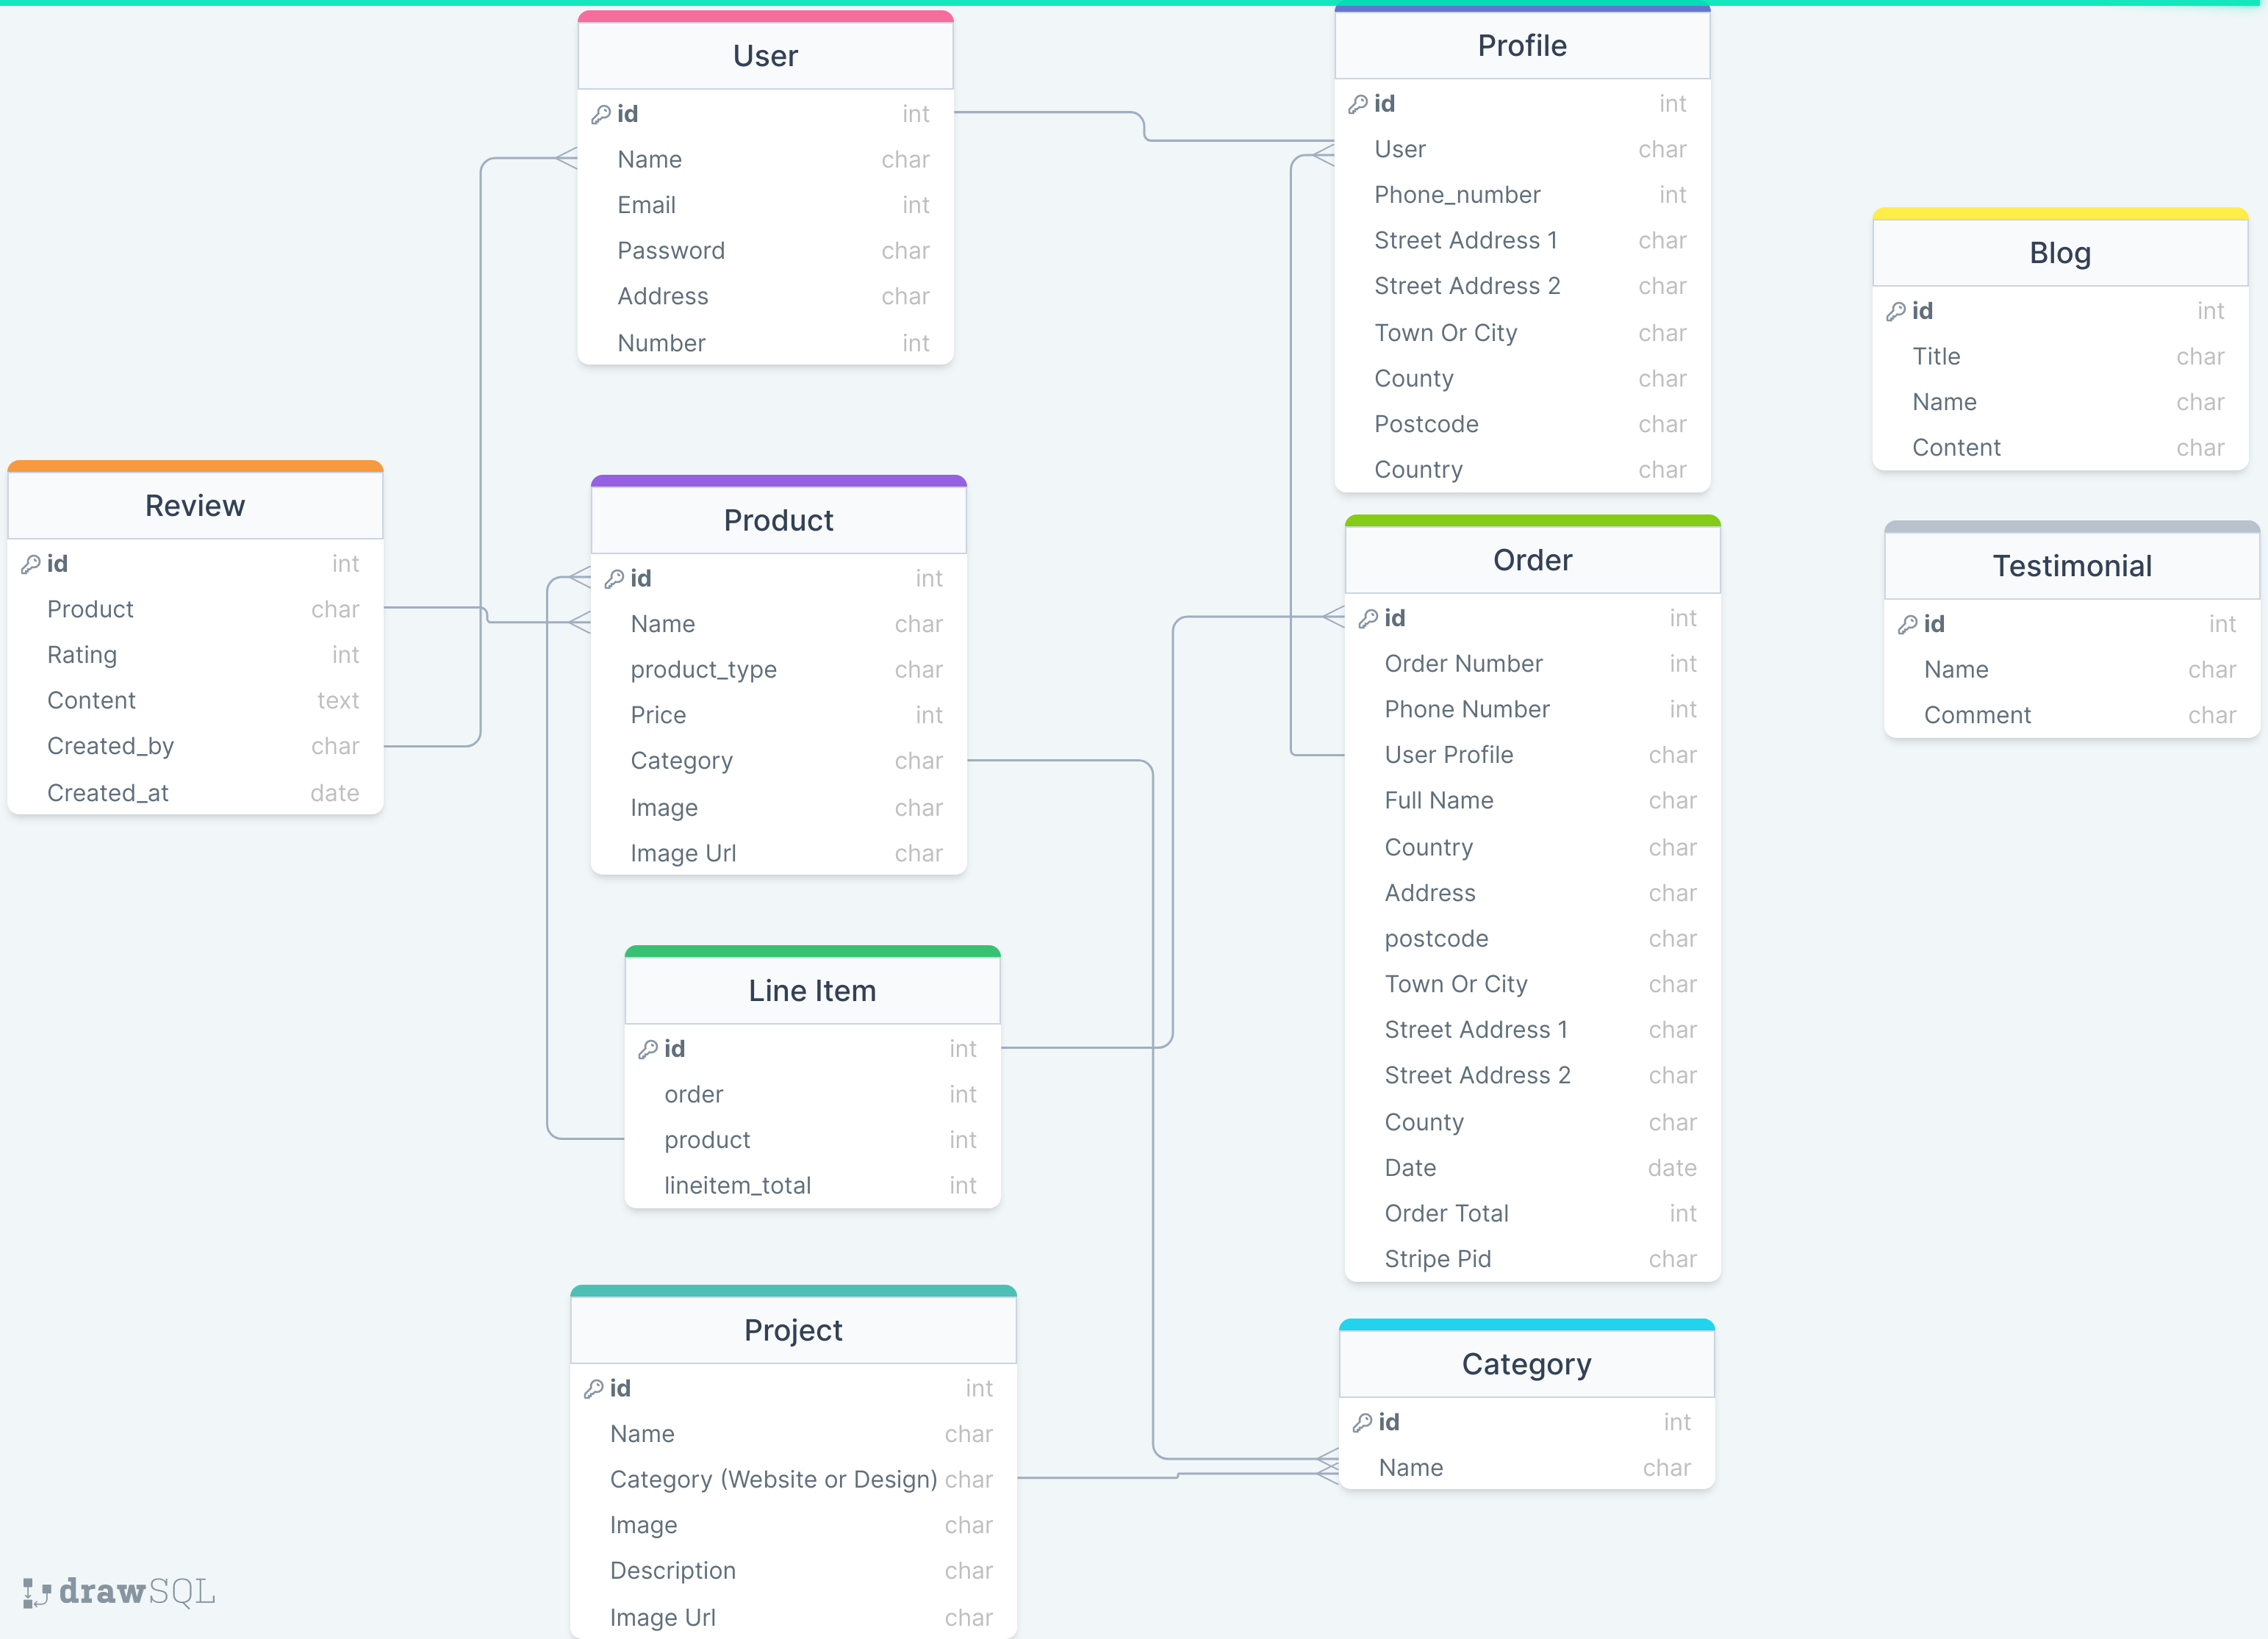 User
id int
Name char
Email int
Password char
Address char
Number int
Profile
id int
User char
Phone_number int
Street Address 1 char
Street Address 2 char
Town Or City char
County char
Postcode char
Country char
Blog
id int
Title char
Name char
Content char
Review
id int
Product char
Rating int
Content text
Created_by char
Created_at date
Product
id int
Name char
product_type char
Price int
Category char
Image char
Image Url char
Order
id int
Order Number int
Phone Number int
User Profile char
Full Name char
Country char
Address char
postcode char
Town Or City char
Street Address 1 char
Street Address 2 char
County char
Date date
Order Total int
Stripe Pid char
Testimonial
id int
Name char
Comment char
Line Item
id int
order int
product int
lineitem_total int
Project
id int
Name char
Category (Website or Design) char
Image char
Description char
Image Url char
Category
id int
Name char
drawSQL